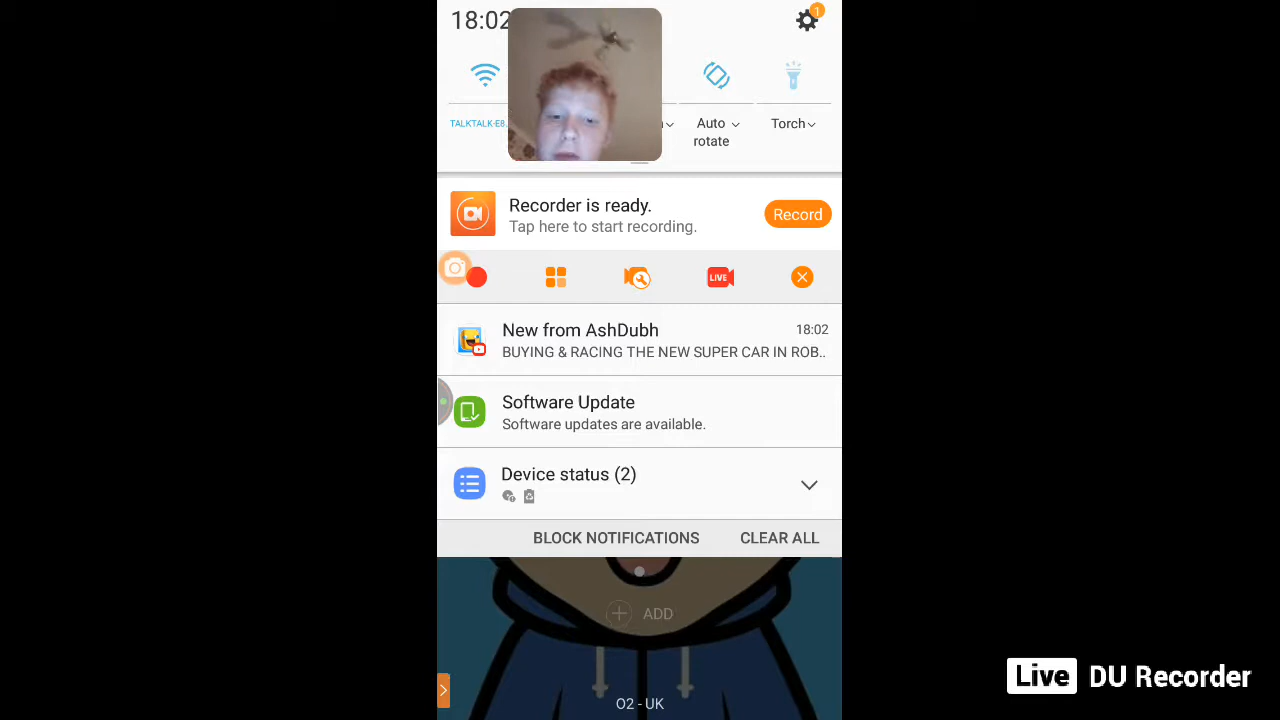 18:02
1
TALKTALK-E8..
Auto
rotate
Torch
Recorder is ready.
Tap here to start recording.
Record
LIVE
New from AshDubh
18:02
BUYING & RACING THE NEW SUPER CAR IN ROB..
Software Update
Software updates are available.
Device status (2)
BLOCK NOTIFICATIONS
CLEAR ALL
ADD
Live DU Recorder
O2 - UK